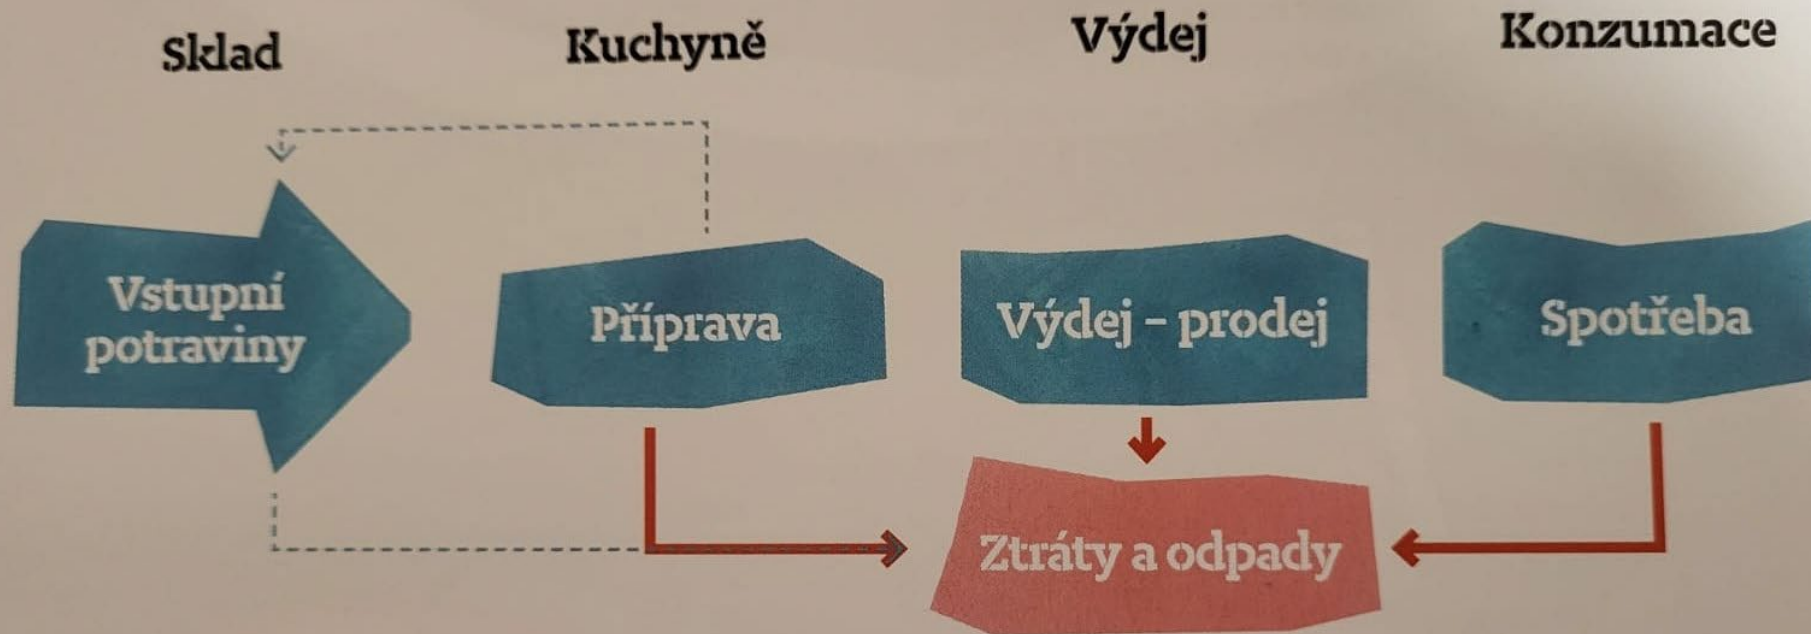 Sklad
Kuchyně
Výdej
Konzumace
Vstupní
potraviny
Příprava
Výdej – prodej
Spotřeba
Ztráty a odpady